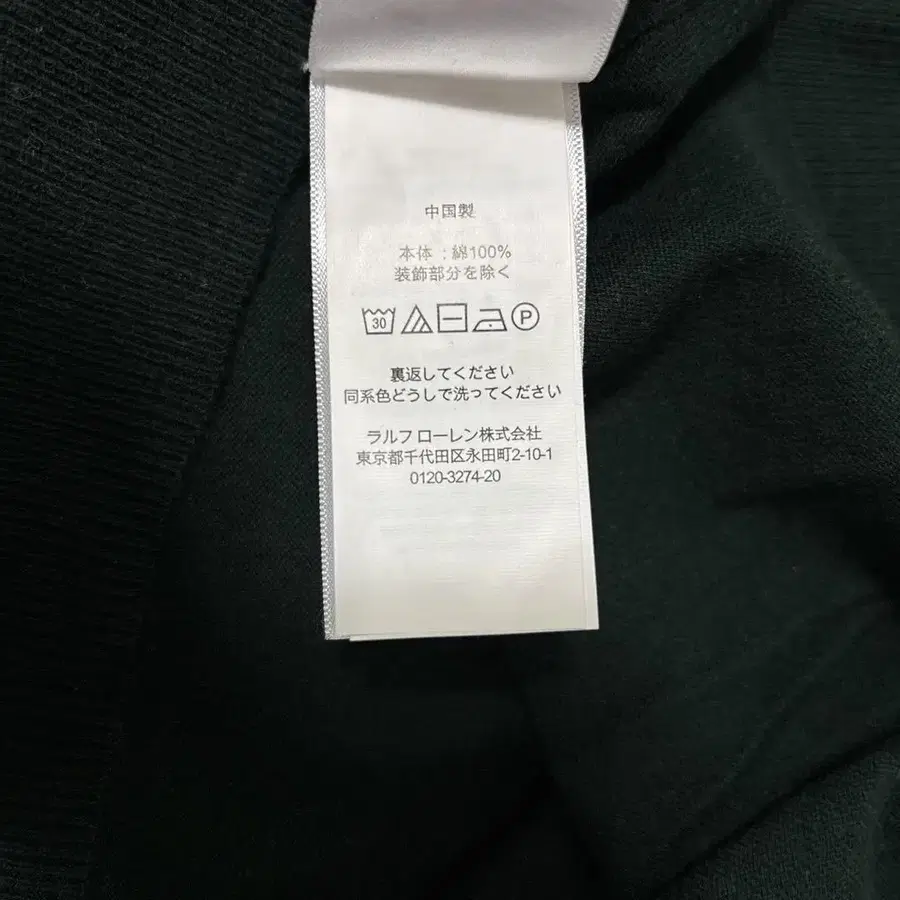 中国製
本体：綿100%
装飾部分を除く
30 P
裏返してください
同系色どうしで洗ってください
ラルフ ローレン株式会社
東京都千代田区永田町2-10-1
0120-3274-20